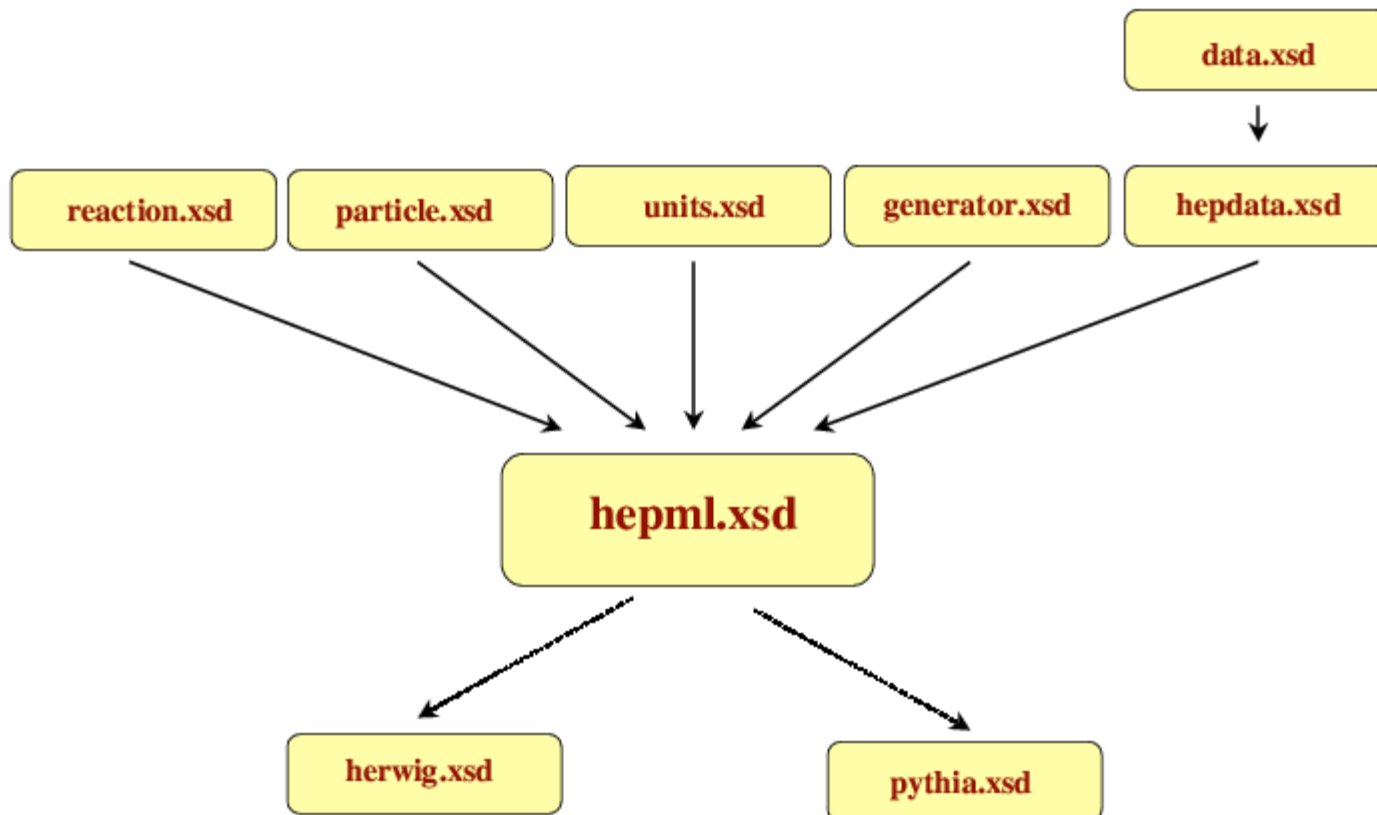 data.xsd
reaction.xsd
particle.xsd
units.xsd
generator.xsd
hepdata.xsd
hepml.xsd
herwig.xsd
pythia.xsd